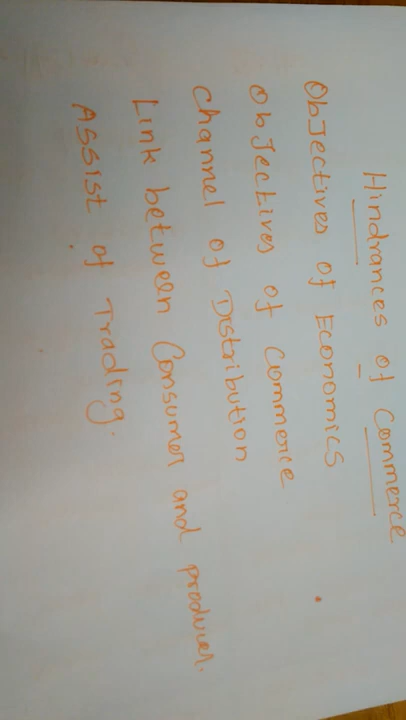 Hindrances of Commerce
Objectives of Economics
Objectives of Commerce
Channel of Distribution
Link between Consumer and producer.
Assist of Trading.